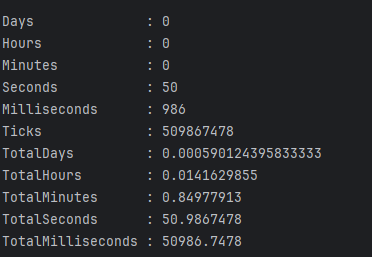 Days              : 0
Hours             : 0
Minutes           : 0
Seconds           : 50
Milliseconds      : 986
Ticks             : 509867478
TotalDays         : 0.000590124395833333
TotalHours        : 0.0141629855
TotalMinutes      : 0.84977913
TotalSeconds      : 50.9867478
TotalMilliseconds : 50986.7478